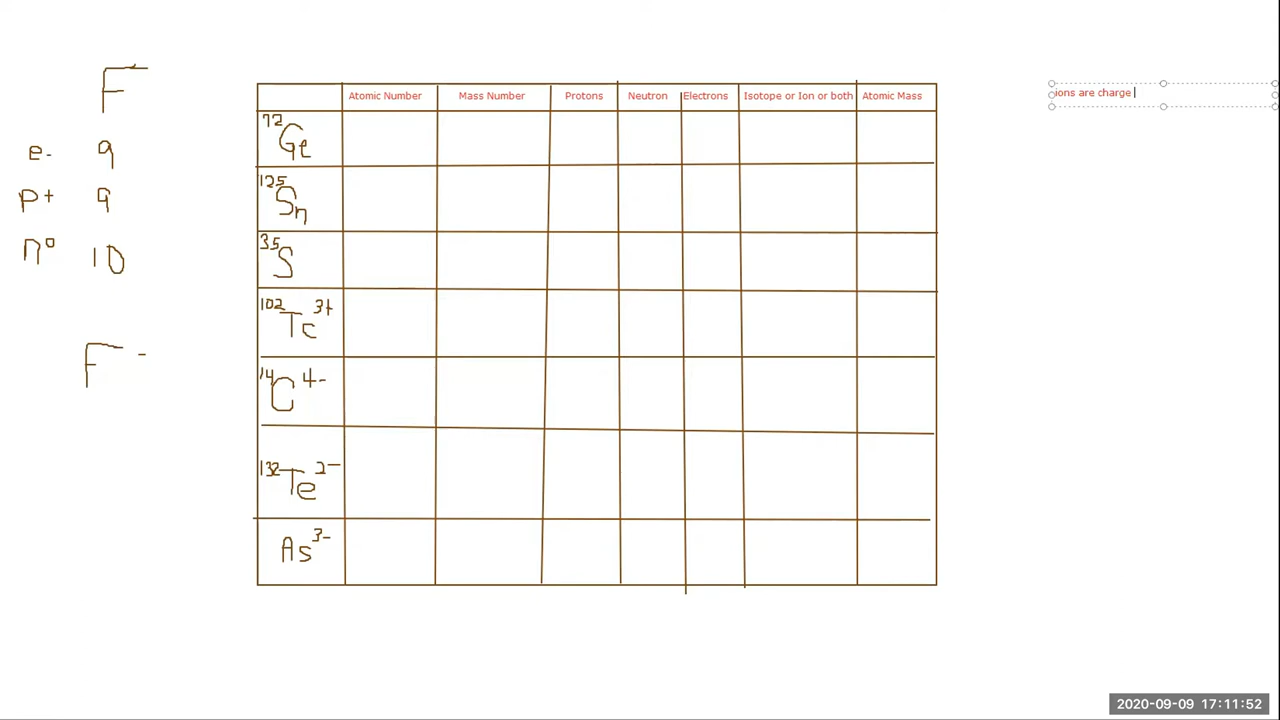 F
e- 9
p+ 9
n° 10
F -
Atomic Number Mass Number Protons Neutron Electrons Isotope or Ion or both Atomic Mass
72 Ge
125 Sn
35 S
102 Tc 3+
14 C 4-
132 Te 2-
As 3-
ions are charge
2020-09-09 17:11:52